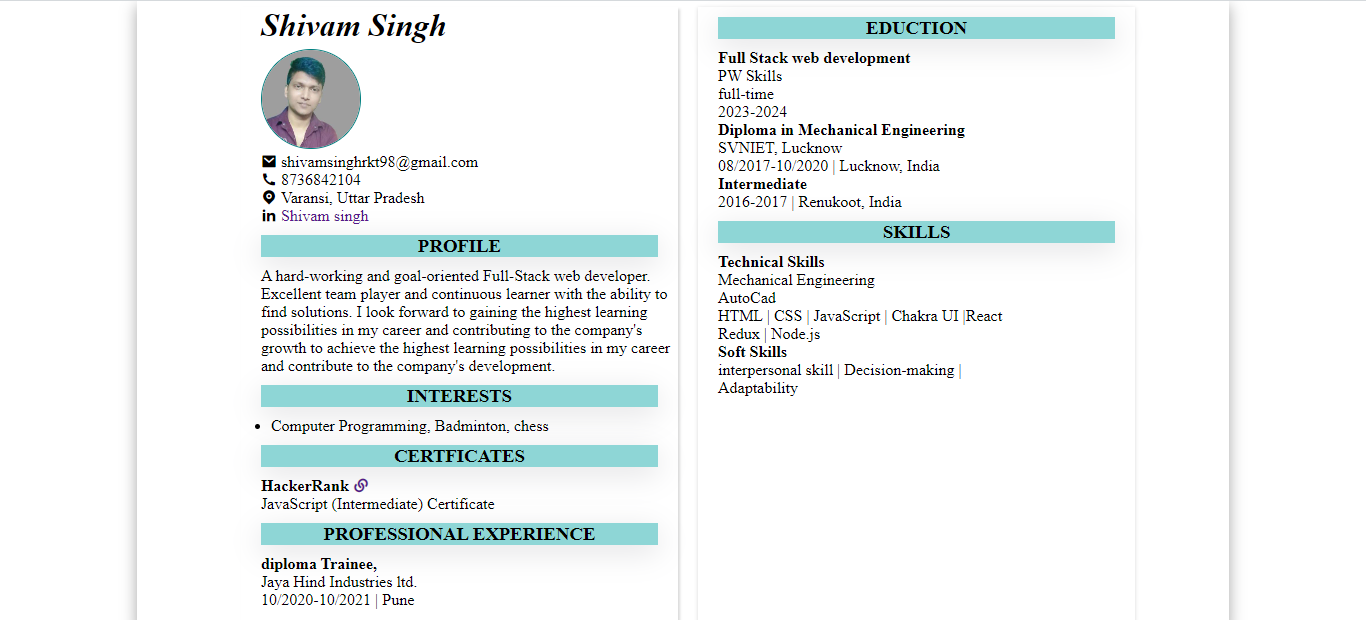 Shivam Singh
shivamsinghrkt98@gmail.com
8736842104
Varansi, Uttar Pradesh
in Shivam singh
PROFILE
A hard-working and goal-oriented Full-Stack web developer.
Excellent team player and continuous learner with the ability to
find solutions. I look forward to gaining the highest learning
possibilities in my career and contributing to the company's
growth to achieve the highest learning possibilities in my career
and contribute to the company's development.
INTERESTS
• Computer Programming, Badminton, chess
CERTFICATES
HackerRank
JavaScript (Intermediate) Certificate
PROFESSIONAL EXPERIENCE
diploma Trainee,
Jaya Hind Industries ltd.
10/2020-10/2021 | Pune
EDUCTION
Full Stack web development
PW Skills
full-time
2023-2024
Diploma in Mechanical Engineering
SVNIET, Lucknow
08/2017-10/2020 | Lucknow, India
Intermediate
2016-2017 | Renukoot, India
SKILLS
Technical Skills
Mechanical Engineering
AutoCad
HTML | CSS | JavaScript | Chakra UI |React
Redux | Node.js
Soft Skills
interpersonal skill | Decision-making |
Adaptability